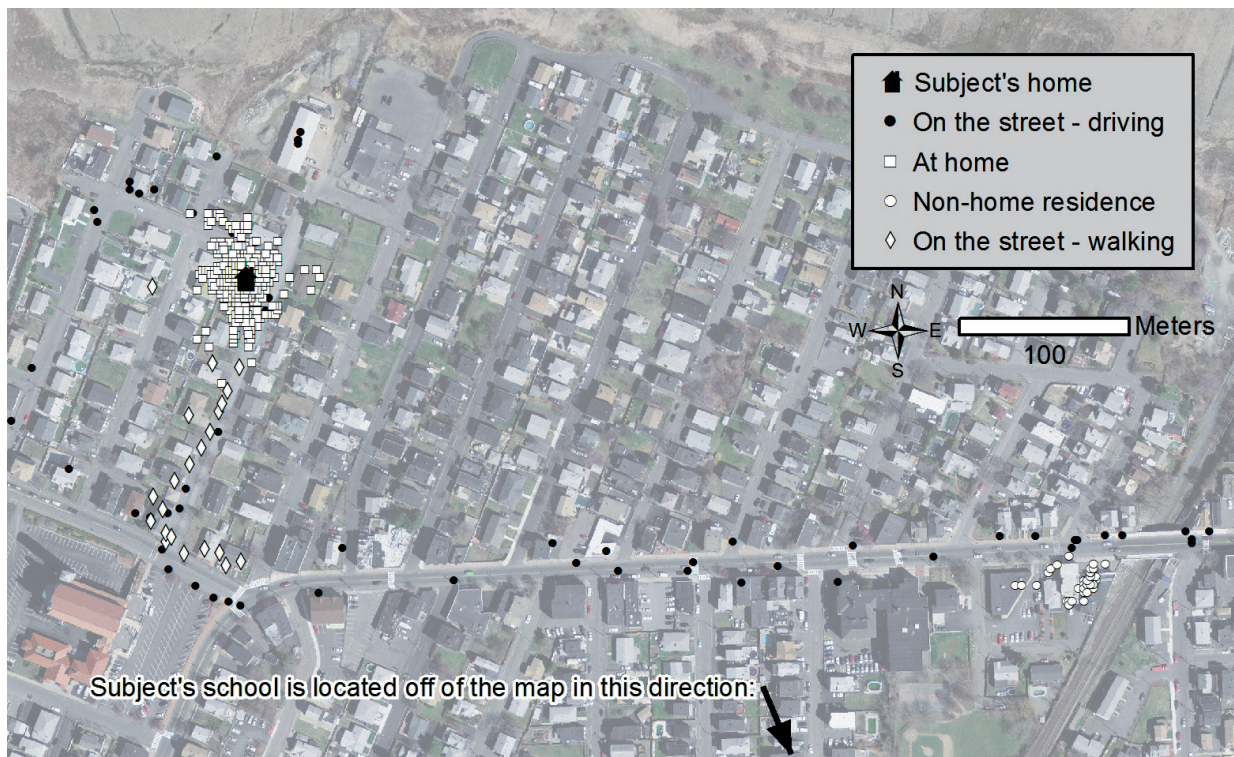 Subject's home
On the street - driving
At home
Non-home residence
On the street - walking
N
W E
S
Meters
100
Subject's school is located off of the map in this direction: